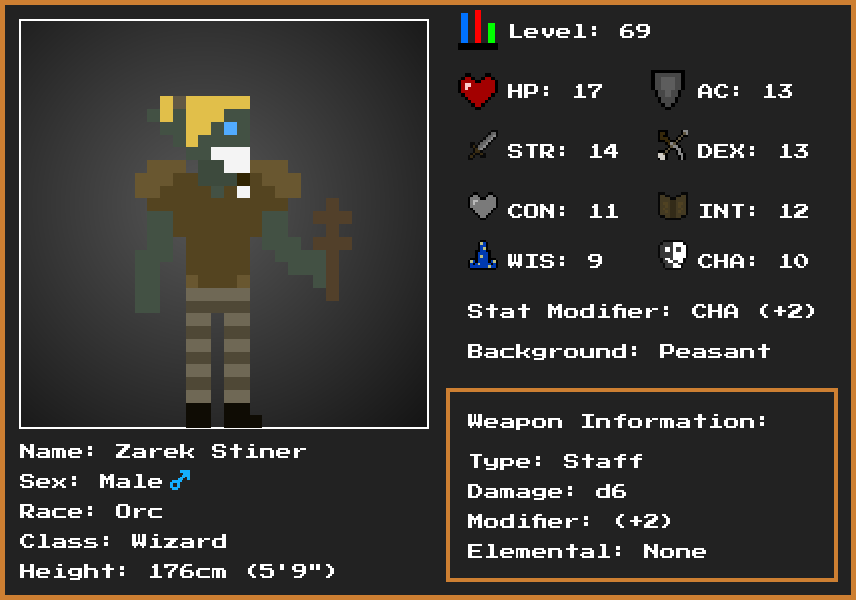 Level: 69
HP: 17 AC: 13
STR: 14 DEX: 13
CON: 11 INT: 12
WIS: 9 CHA: 10
Stat Modifier: CHA (+2)
Background: Peasant
Weapon Information:
Type: Staff
Damage: d6
Modifier: (+2)
Elemental: None
Name: Zarek Stiner
Sex: Male ♂
Race: Orc
Class: Wizard
Height: 176cm (5'9")